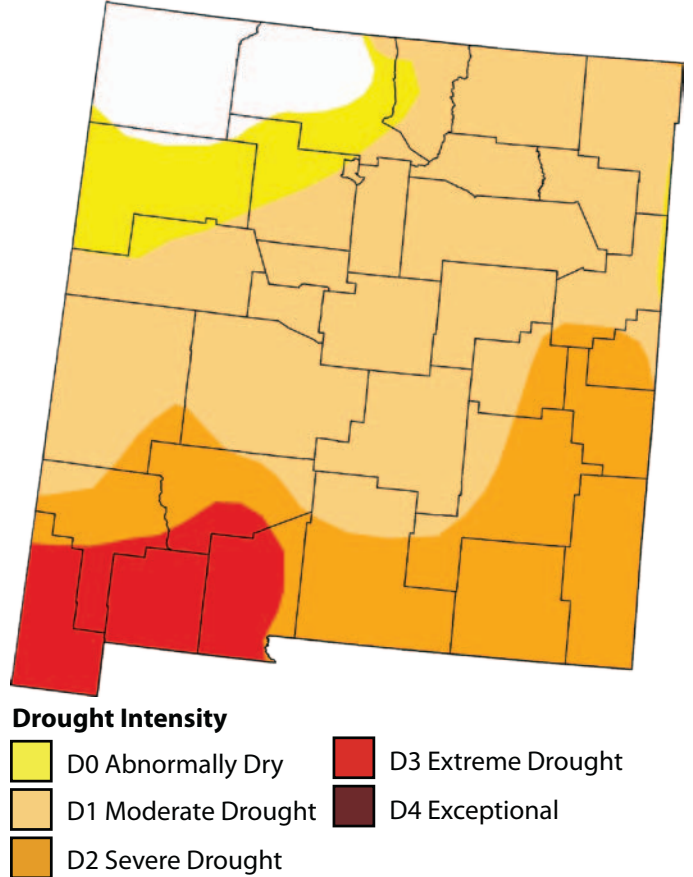 Drought Intensity
D0 Abnormally Dry
D1 Moderate Drought
D2 Severe Drought
D3 Extreme Drought
D4 Exceptional